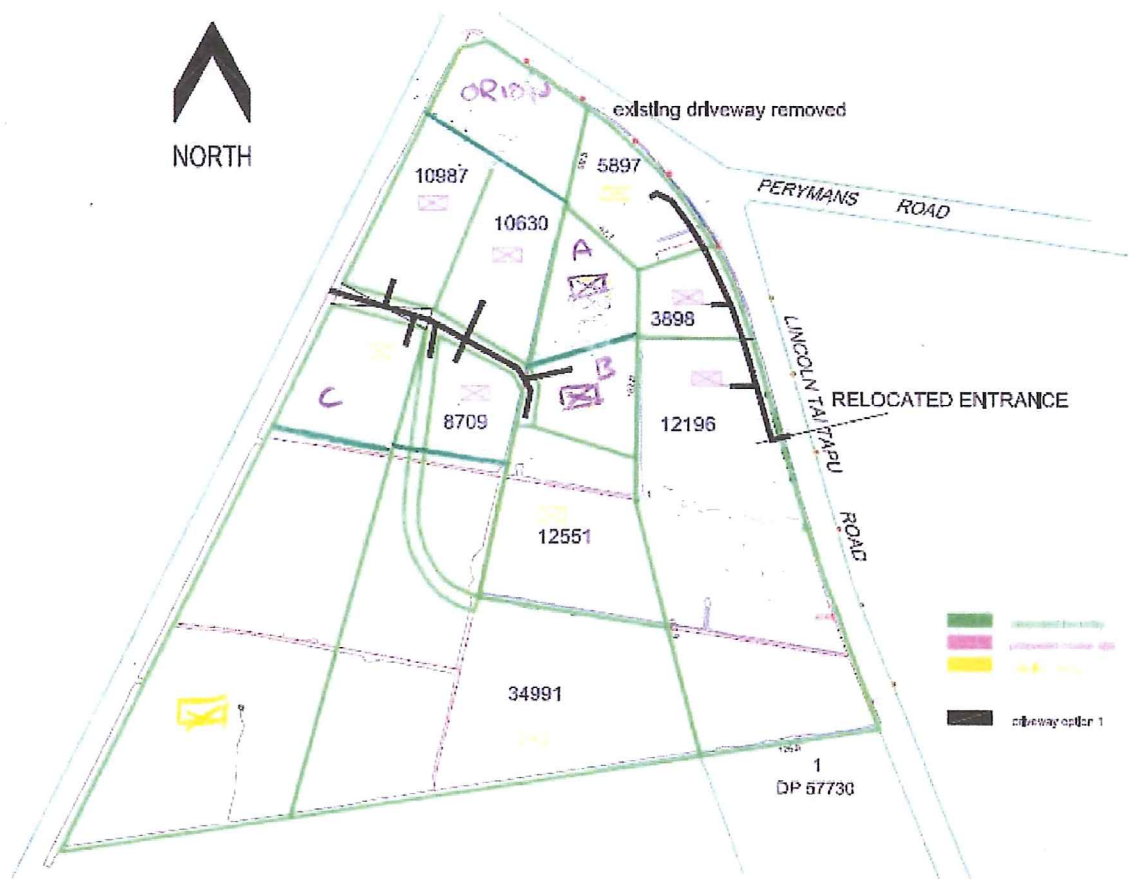 ORION
existing driveway removed
NORTH
5897
10987
PERYMANS ROAD
10630
A
3898
LINCOLN TAI TAPU ROAD
B
C
8709
RELOCATED ENTRANCE
12196
12551
34991
driveway option 1
1
DP 57730